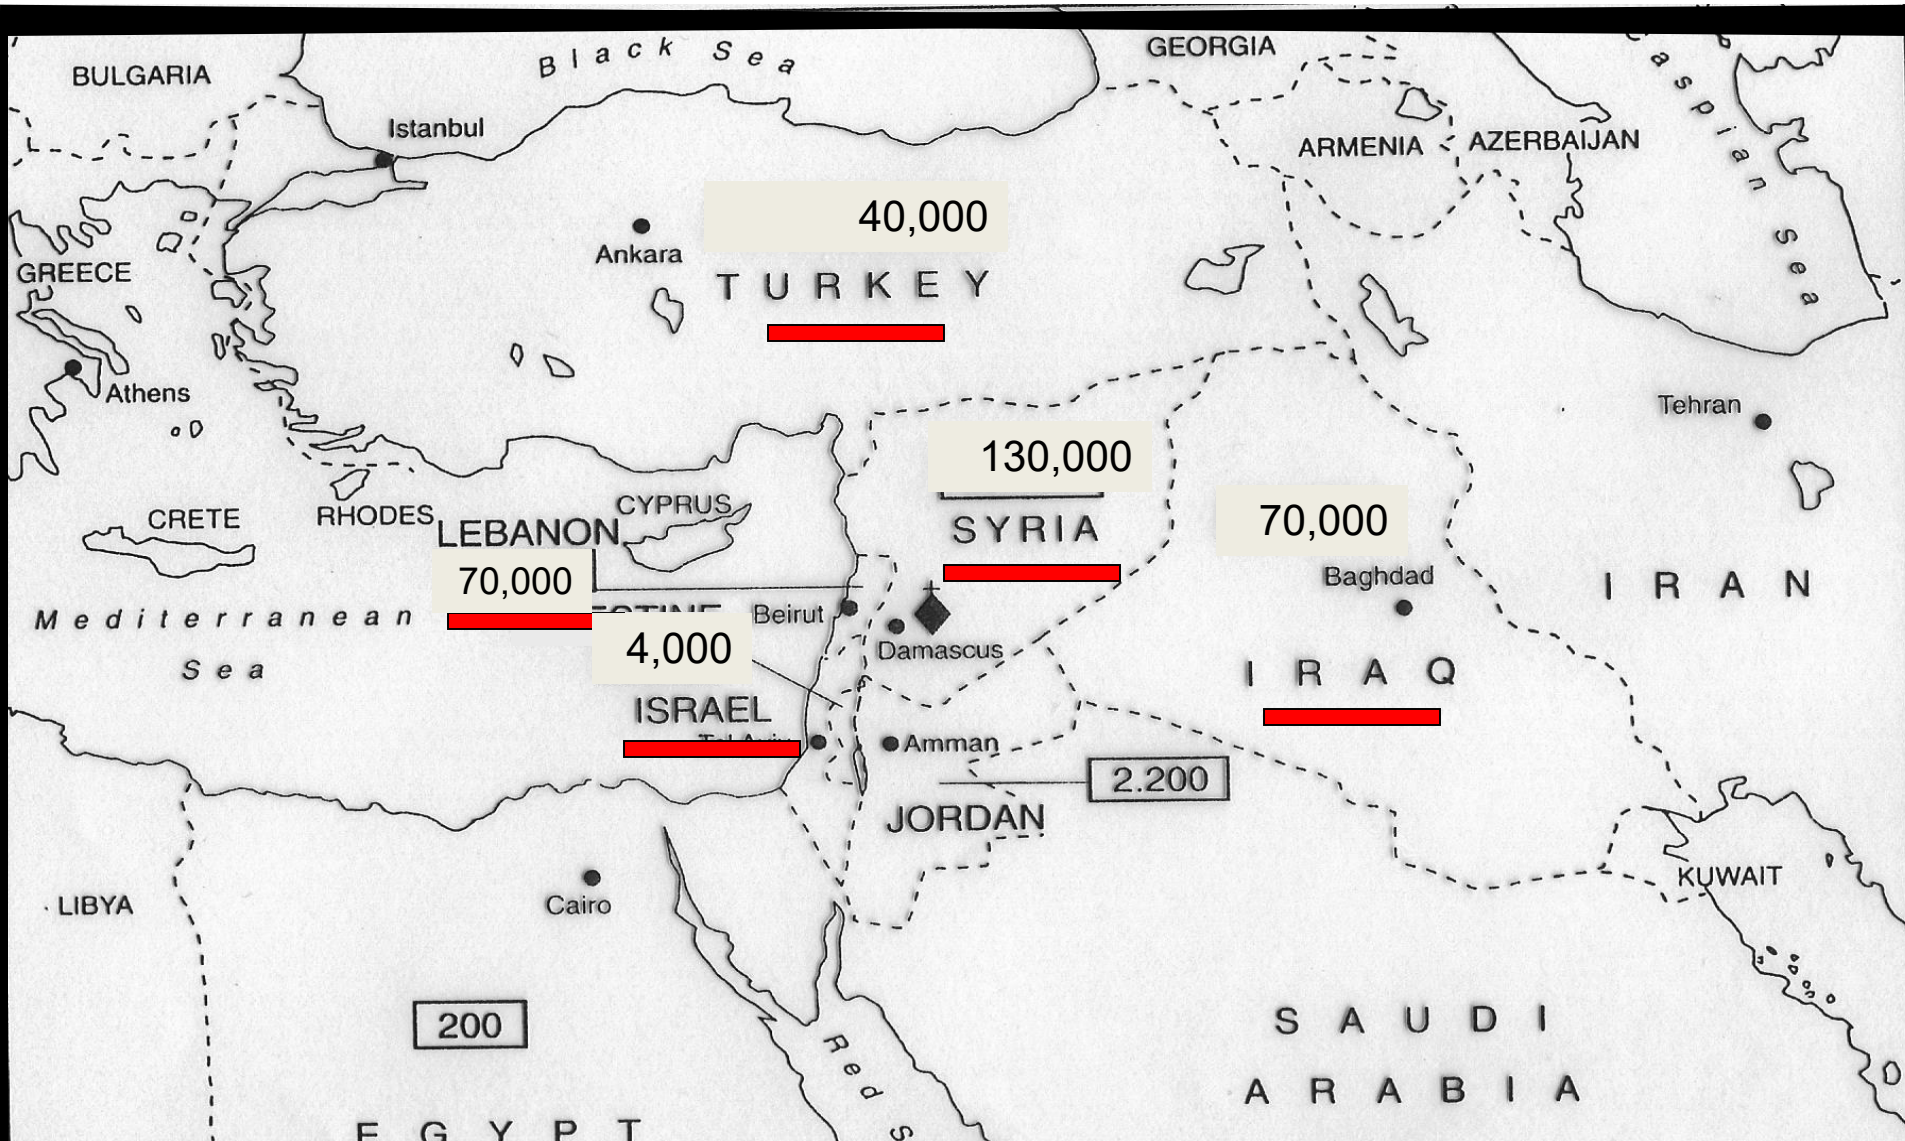 Black Sea
GEORGIA
Caspian Sea
BULGARIA
Istanbul
ARMENIA
AZERBAIJAN
40,000
Ankara
GREECE
TURKEY
Athens
Tehran
130,000
CYPRUS
CRETE
RHODES
LEBANON
SYRIA
70,000
70,000
Baghdad
IRAN
Mediterranean
Sea
Beirut
4,000
Damascus
IRAQ
ISRAEL
Tel Aviv
Amman
2.200
JORDAN
KUWAIT
LIBYA
Cairo
200
SAUDI
ARABIA
Red S
EGYPT